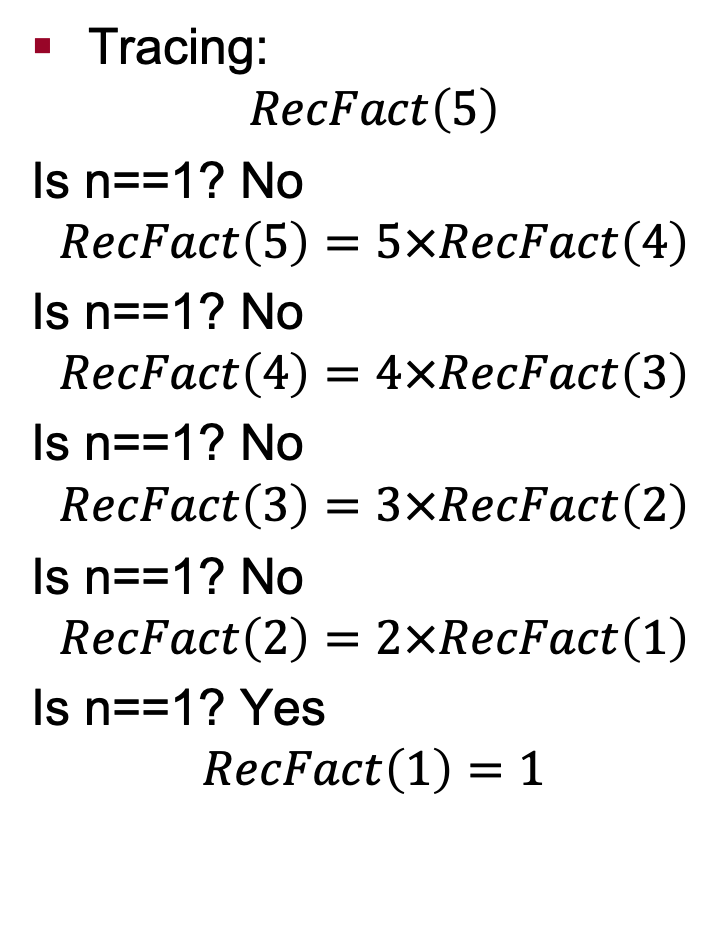 ▪ Tracing:
RecFact(5)
Is n==1? No
RecFact(5) = 5×RecFact(4)
Is n==1? No
RecFact(4) = 4×RecFact(3)
Is n==1? No
RecFact(3) = 3×RecFact(2)
Is n==1? No
RecFact(2) = 2×RecFact(1)
Is n==1? Yes
RecFact(1) = 1